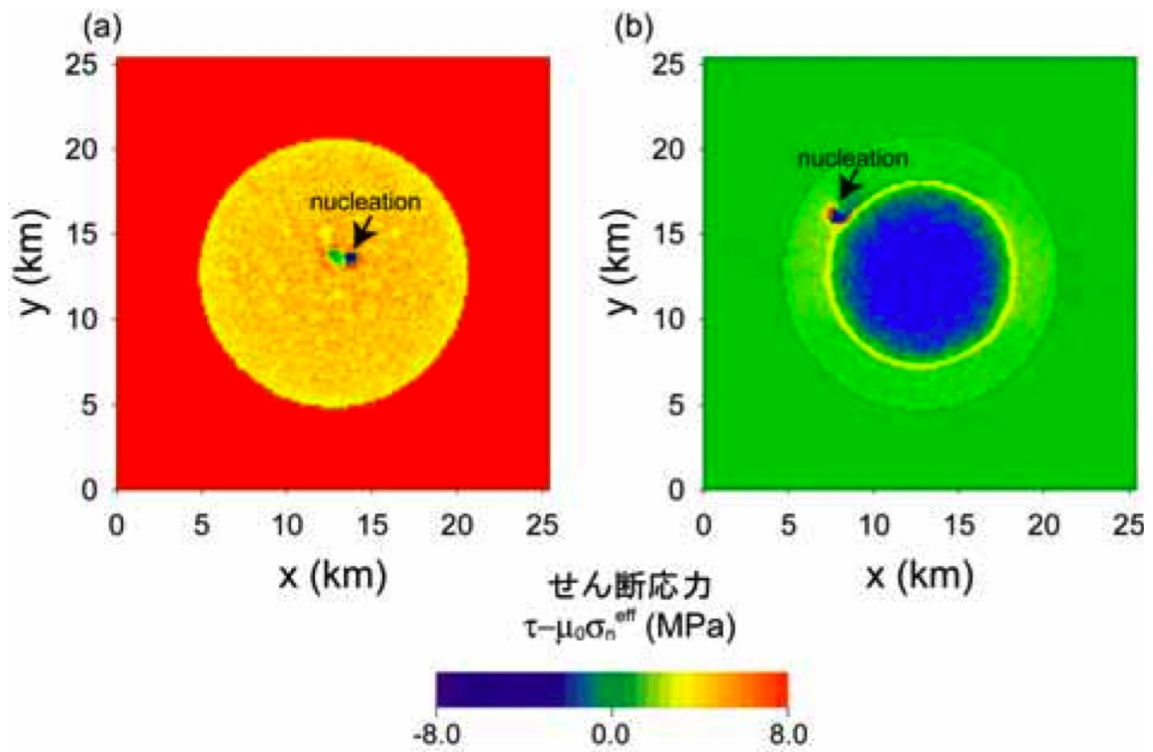 (a)
25
20
15
10
5
0
y (km)
nucleation
0 5 10 15 20 25
x (km)
(b)
25
20
15
10
5
0
y (km)
nucleation
0 5 10 15 20 25
x (km)
せん断応力
τ−μ₀σₙᵉᶠᶠ (MPa)
-8.0 0.0 8.0